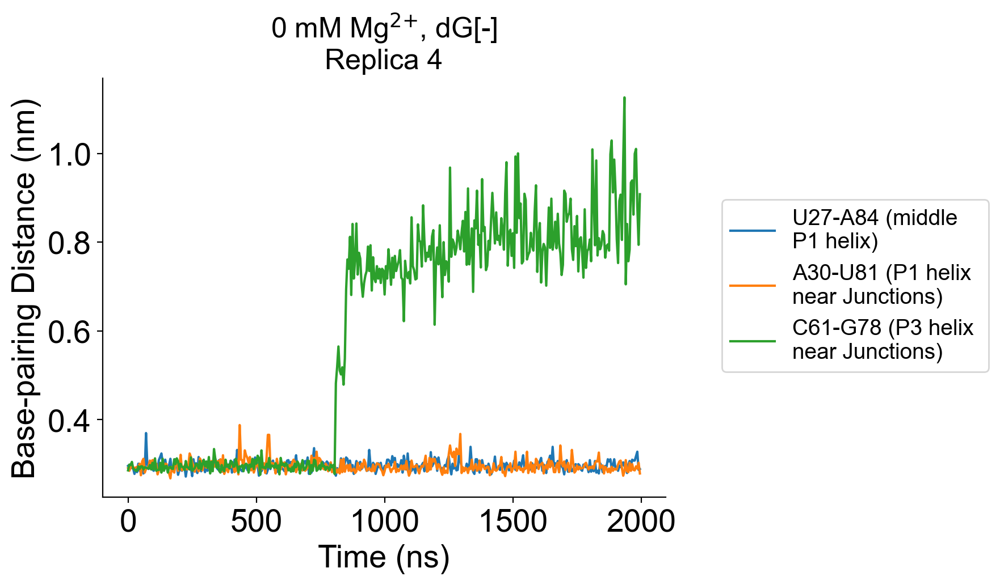 0 mM Mg²⁺, dG[-]
Replica 4
Base-pairing Distance (nm)
1.0
0.8
0.6
0.4
0 500 1000 1500 2000
Time (ns)
U27-A84 (middle
P1 helix)
A30-U81 (P1 helix
near Junctions)
C61-G78 (P3 helix
near Junctions)